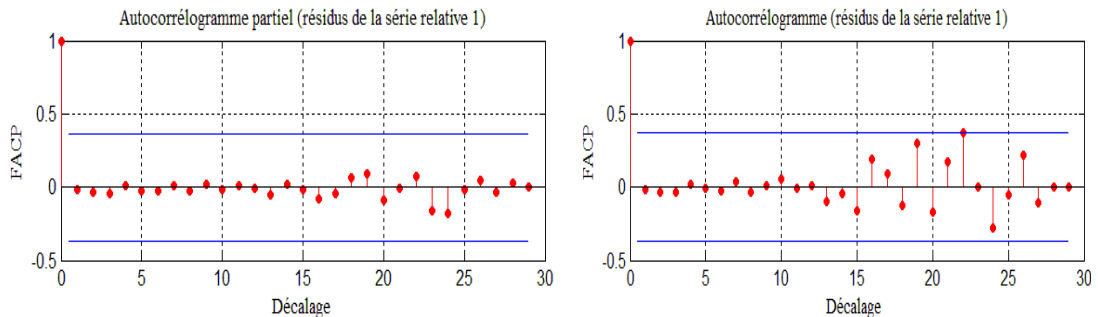 Autocorrélogramme partiel (résidus de la série relative 1)
1
0.5
0
-0.5
FACP
0 5 10 15 20 25 30
Décalage
Autocorrélogramme (résidus de la série relative 1)
1
0.5
0
-0.5
FACP
0 5 10 15 20 25 30
Décalage